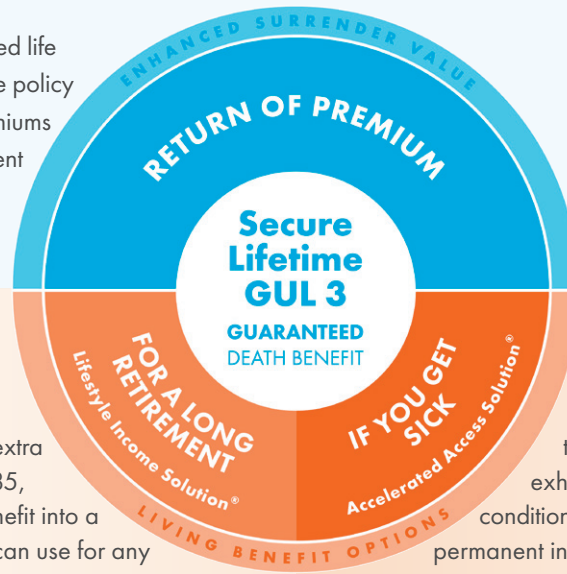 ed life
e policy
niums
ent
ENHANCED SURRENDER VALUE
RETURN OF PREMIUM
Secure
Lifetime
GUL 3
GUARANTEED
DEATH BENEFIT
FOR A LONG
RETIREMENT
Lifestyle Income Solution®
IF YOU GET
SICK
Accelerated Access Solution®
LIVING BENEFIT OPTIONS
extra
85,
nefit into a
can use for any
t
exh
condition
permanent in